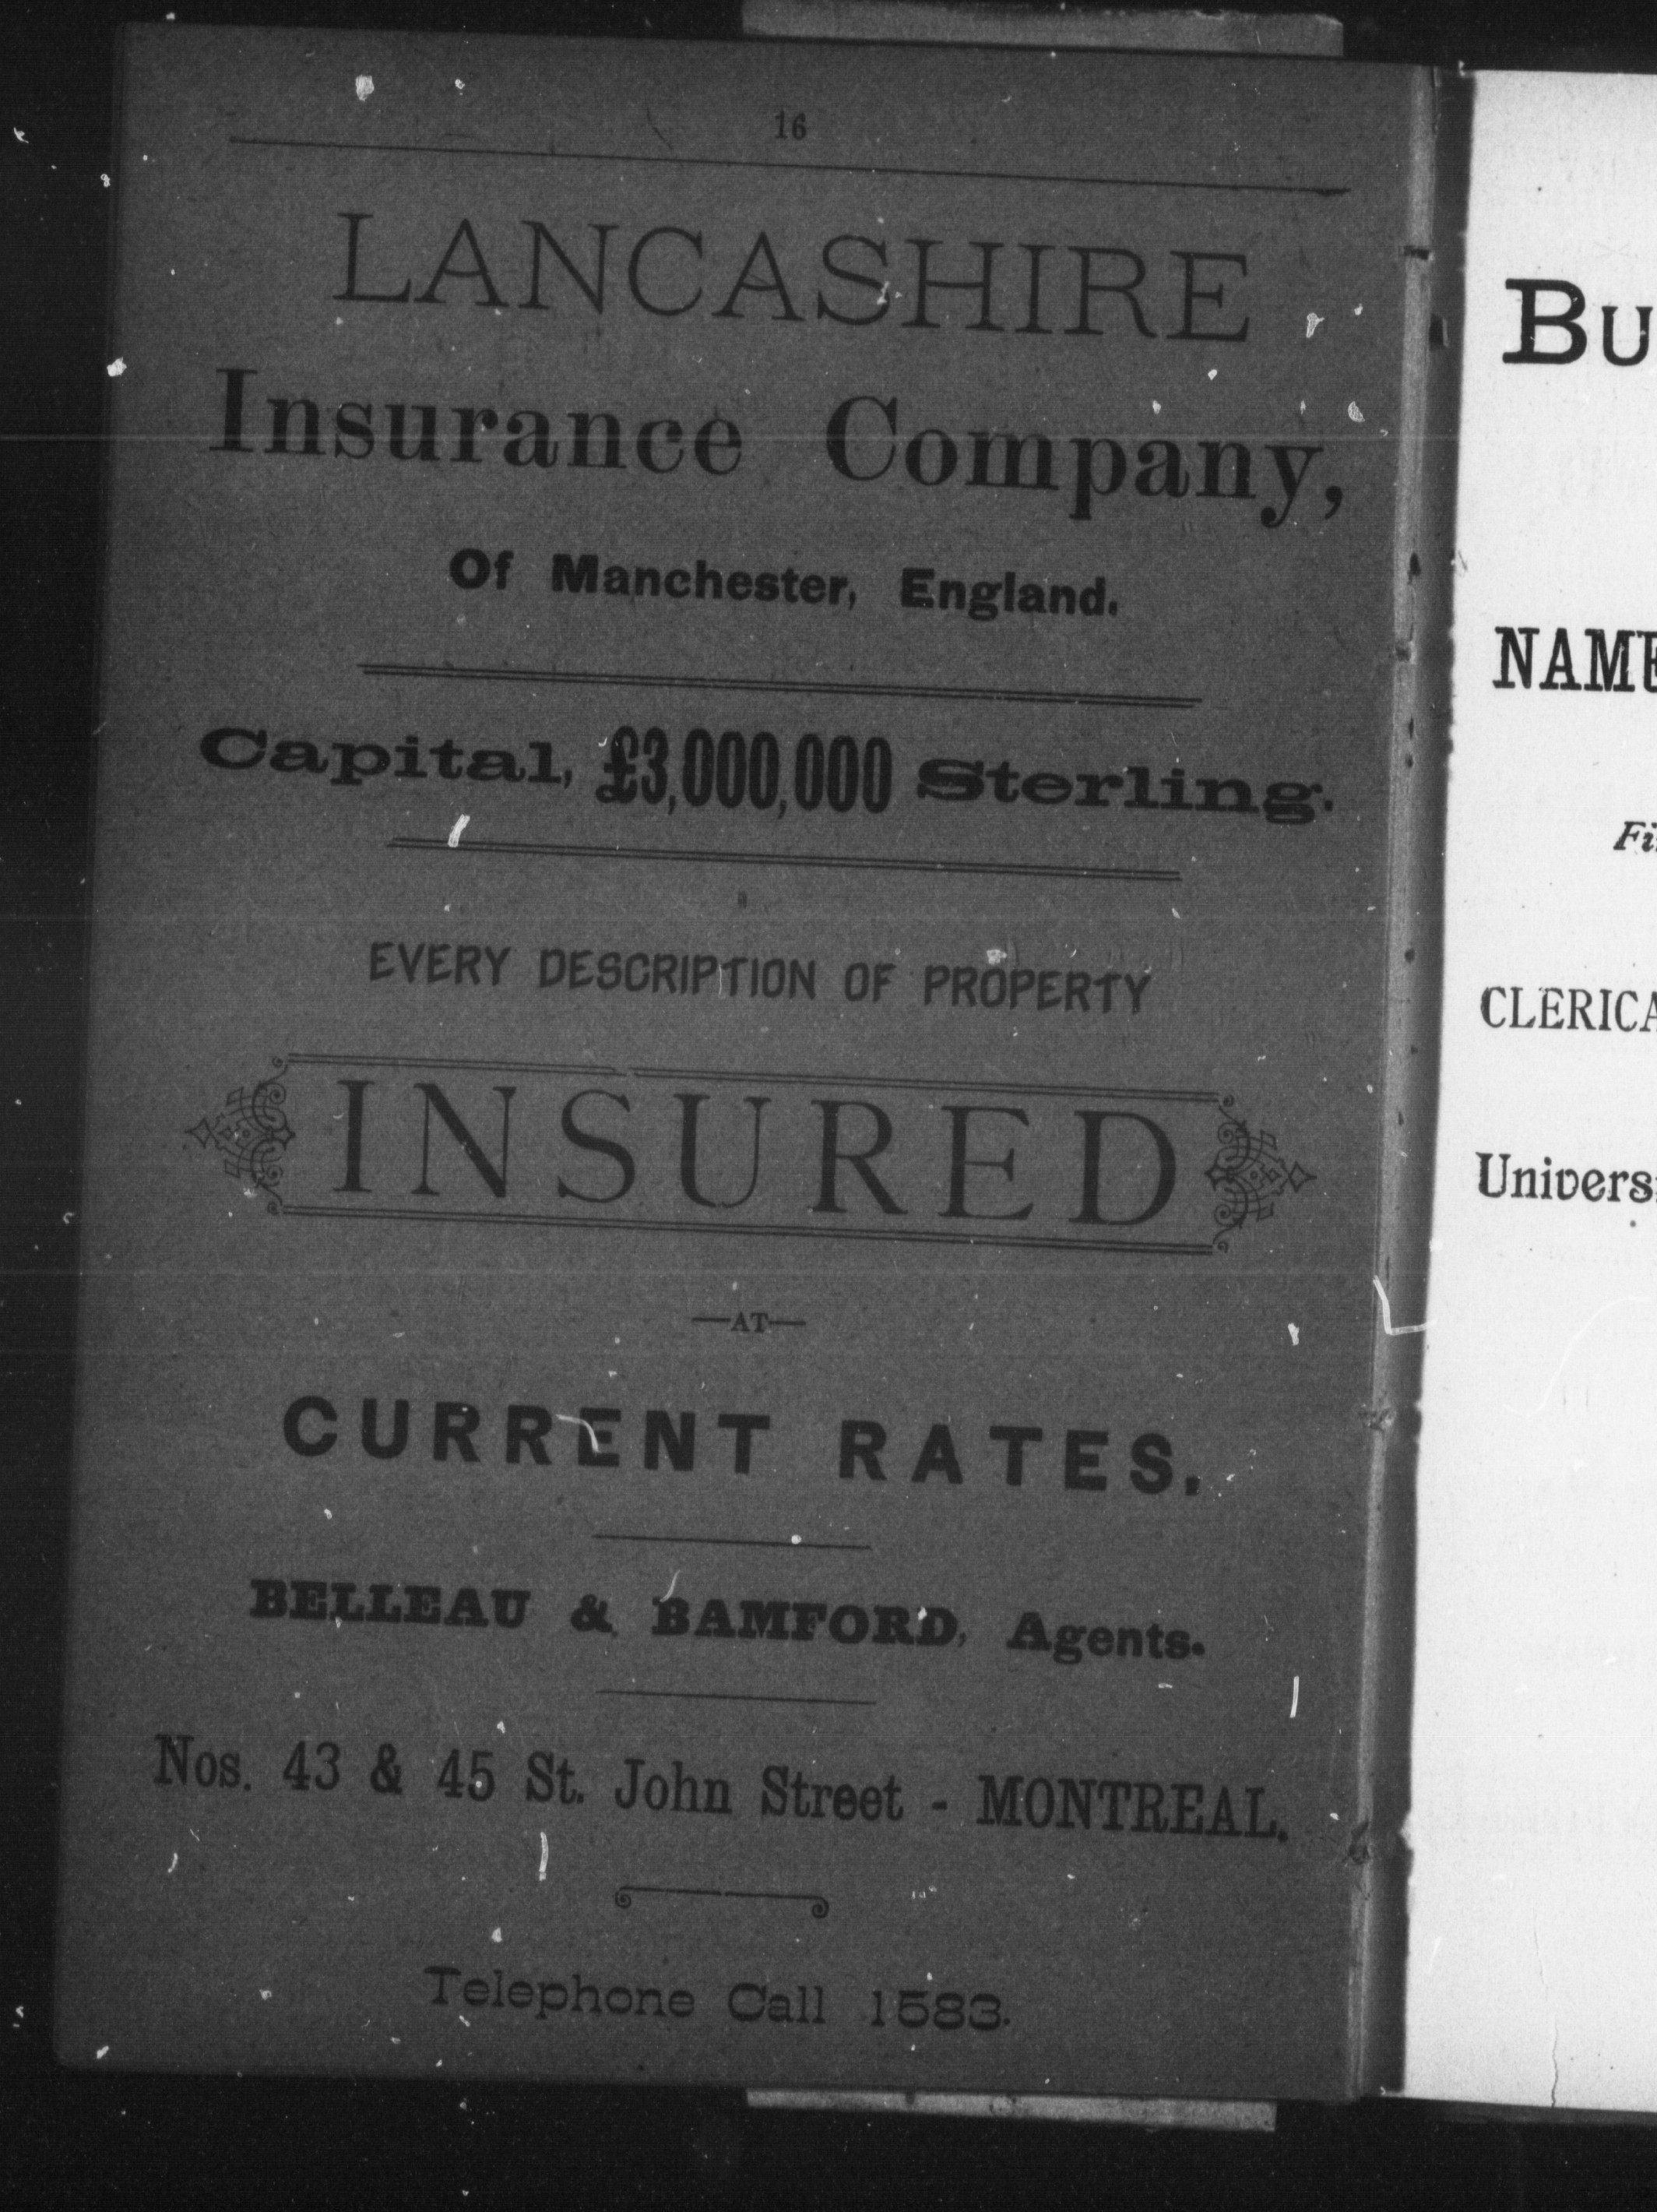 16
LANCASHIRE
Insurance Company,
Of Manchester, England.
Capital, £3,000,000 Sterling.
EVERY DESCRIPTION OF PROPERTY
INSURED
—AT—
CURRENT RATES.
BELLEAU & BAMFORD, Agents.
Nos. 43 & 45 St. John Street - MONTREAL.
Telephone Call 1583.
BU
NAME
Fi
CLERICA
Univers